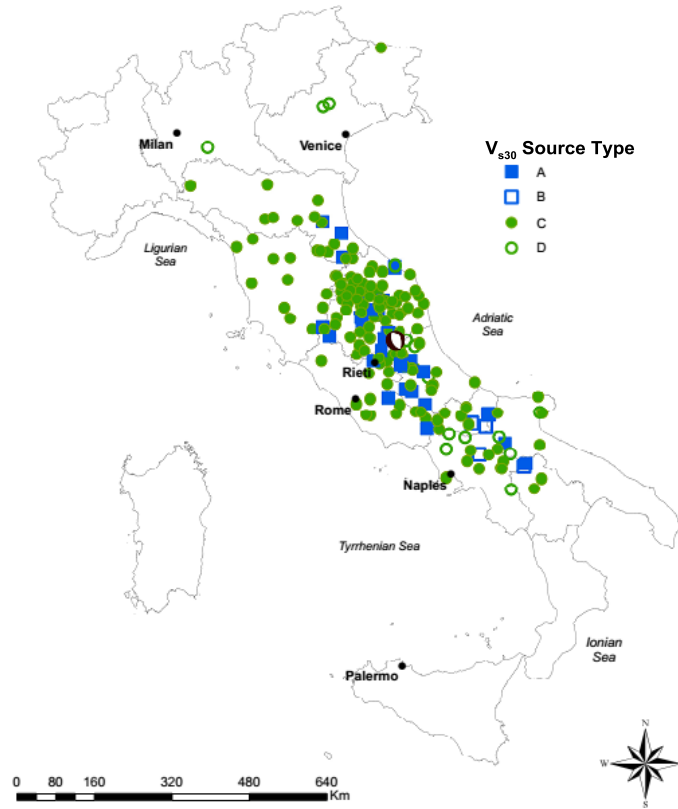 Milan
Venice
V_s30 Source Type
A
B
C
D
Ligurian
Sea
Adriatic
Sea
Rieti
Rome
Naples
Tyrrhenian Sea
Ionian
Sea
Palermo
N
W
E
S
0 80 160 320 480 640
Km